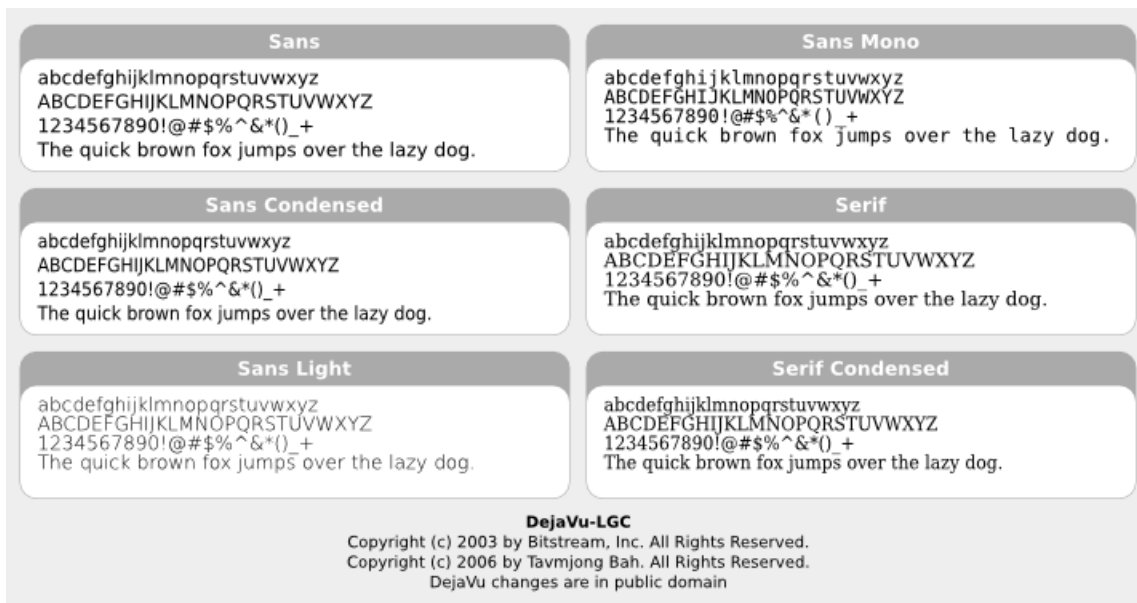 Sans
abcdefghijklmnopqrstuvwxyz
ABCDEFGHIJKLMNOPQRSTUVWXYZ
1234567890!@#$%^&*()_+
The quick brown fox jumps over the lazy dog.
Sans Mono
abcdefghijklmnopqrstuvwxyz
ABCDEFGHIJKLMNOPQRSTUVWXYZ
1234567890!@#$%^&*()_+
The quick brown fox jumps over the lazy dog.
Sans Condensed
abcdefghijklmnopqrstuvwxyz
ABCDEFGHIJKLMNOPQRSTUVWXYZ
1234567890!@#$%^&*()_+
The quick brown fox jumps over the lazy dog.
Serif
abcdefghijklmnopqrstuvwxyz
ABCDEFGHIJKLMNOPQRSTUVWXYZ
1234567890!@#$%^&*()_+
The quick brown fox jumps over the lazy dog.
Sans Light
abcdefghijklmnopqrstuvwxyz
ABCDEFGHIJKLMNOPQRSTUVWXYZ
1234567890!@#$%^&*()_+
The quick brown fox jumps over the lazy dog.
Serif Condensed
abcdefghijklmnopqrstuvwxyz
ABCDEFGHIJKLMNOPQRSTUVWXYZ
1234567890!@#$%^&*()_+
The quick brown fox jumps over the lazy dog.
DejaVu-LGC
Copyright (c) 2003 by Bitstream, Inc. All Rights Reserved.
Copyright (c) 2006 by Tavmjong Bah. All Rights Reserved.
DejaVu changes are in public domain